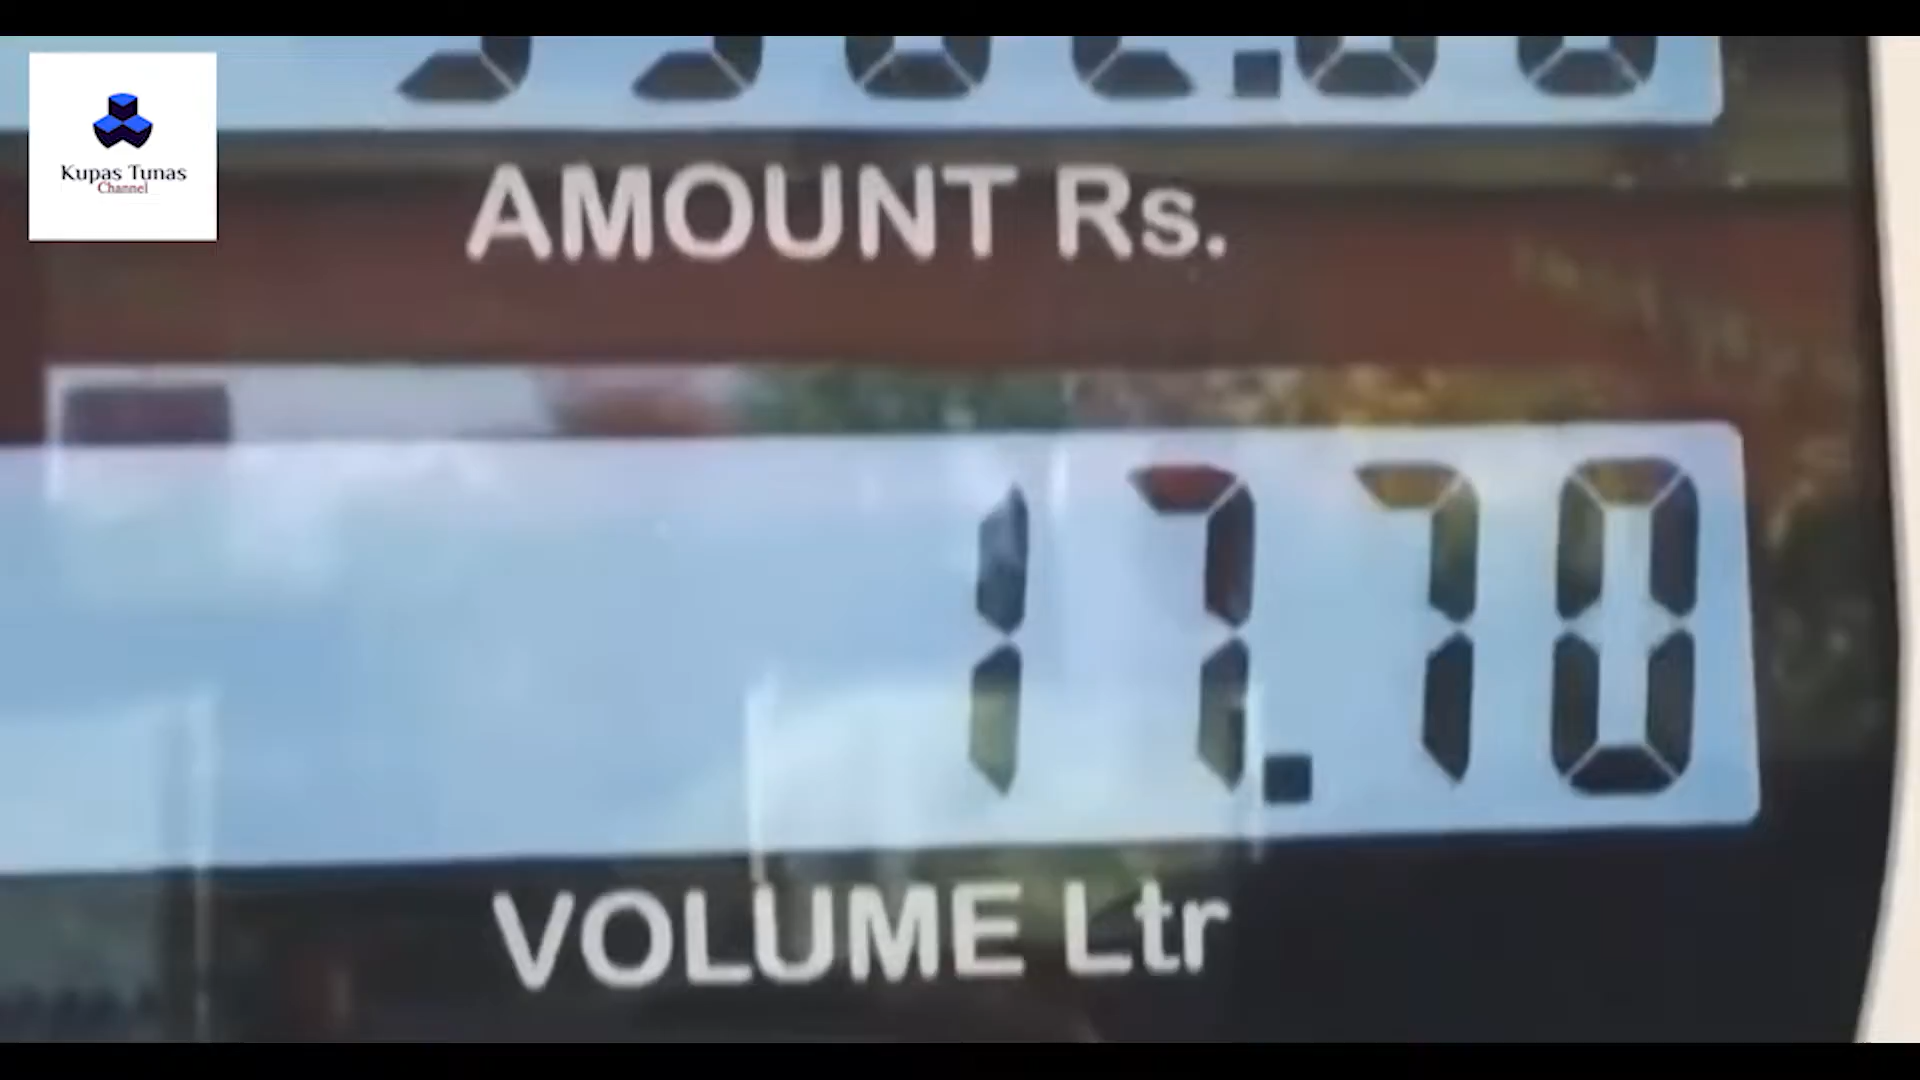 Kupas Tunas
Channel
AMOUNT Rs.
17.70
VOLUME Ltr